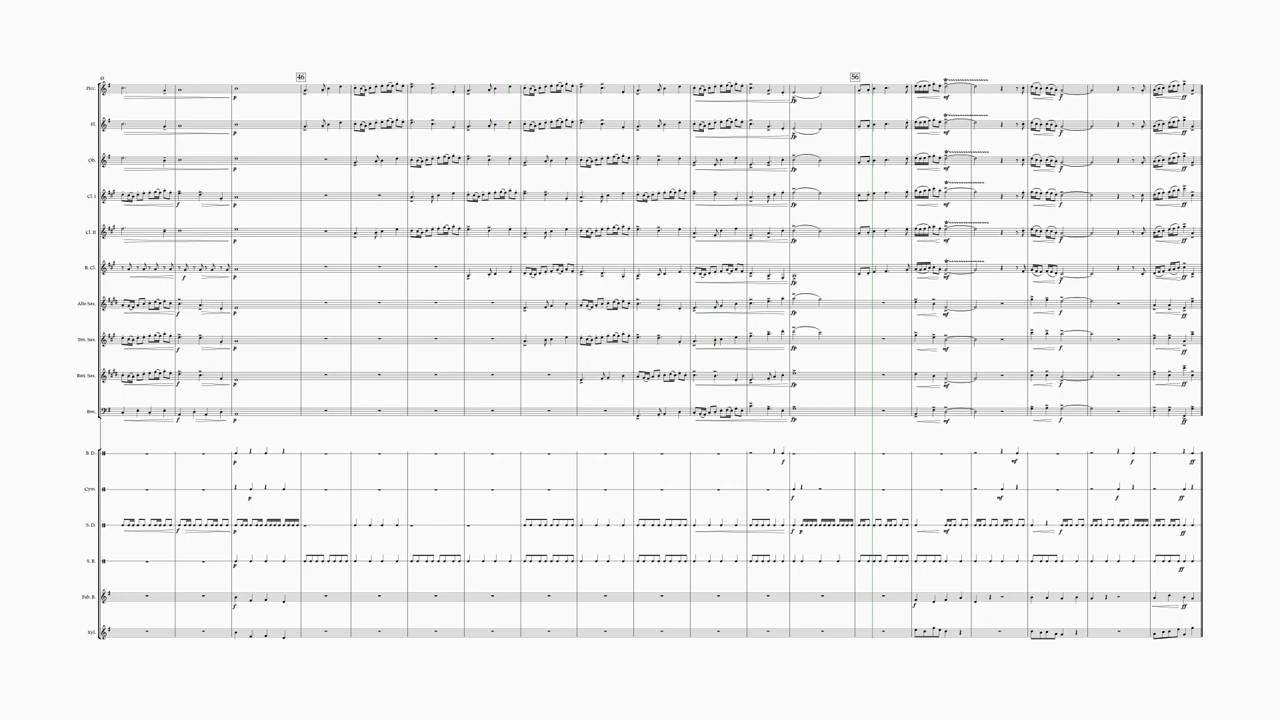 43
46
56
Picc.
Fl.
Ob.
Cl. I
Cl. II
B. Cl.
Alto Sax.
Ten. Sax.
Bari. Sax.
Bsn.
B. D.
Cym.
S. D.
S. B.
Tub. B.
Xyl.